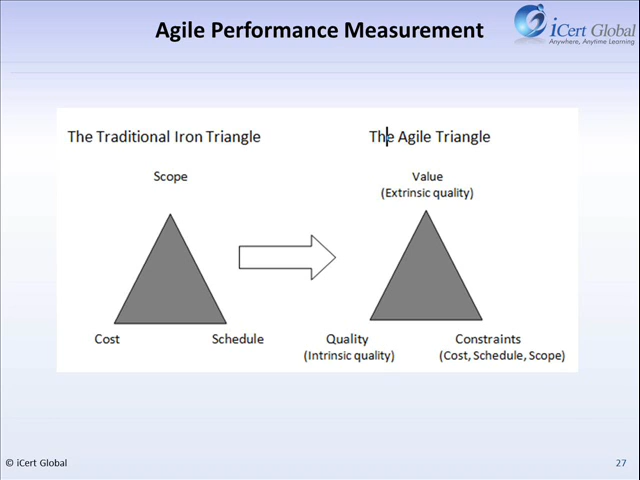 Agile Performance Measurement
iCert Global
Anywhere, Anytime Learning
The Traditional Iron Triangle
Scope
Cost
Schedule
The Agile Triangle
Value
(Extrinsic quality)
Quality
(Intrinsic quality)
Constraints
(Cost, Schedule, Scope)
© iCert Global
27